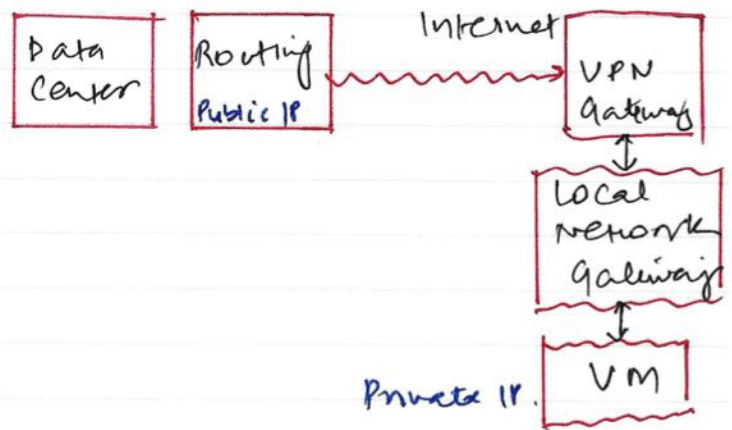 Data
Center
Routing
Public IP
Internet
VPN
Gateway
Local
Network
Gateway
Private IP.
VM